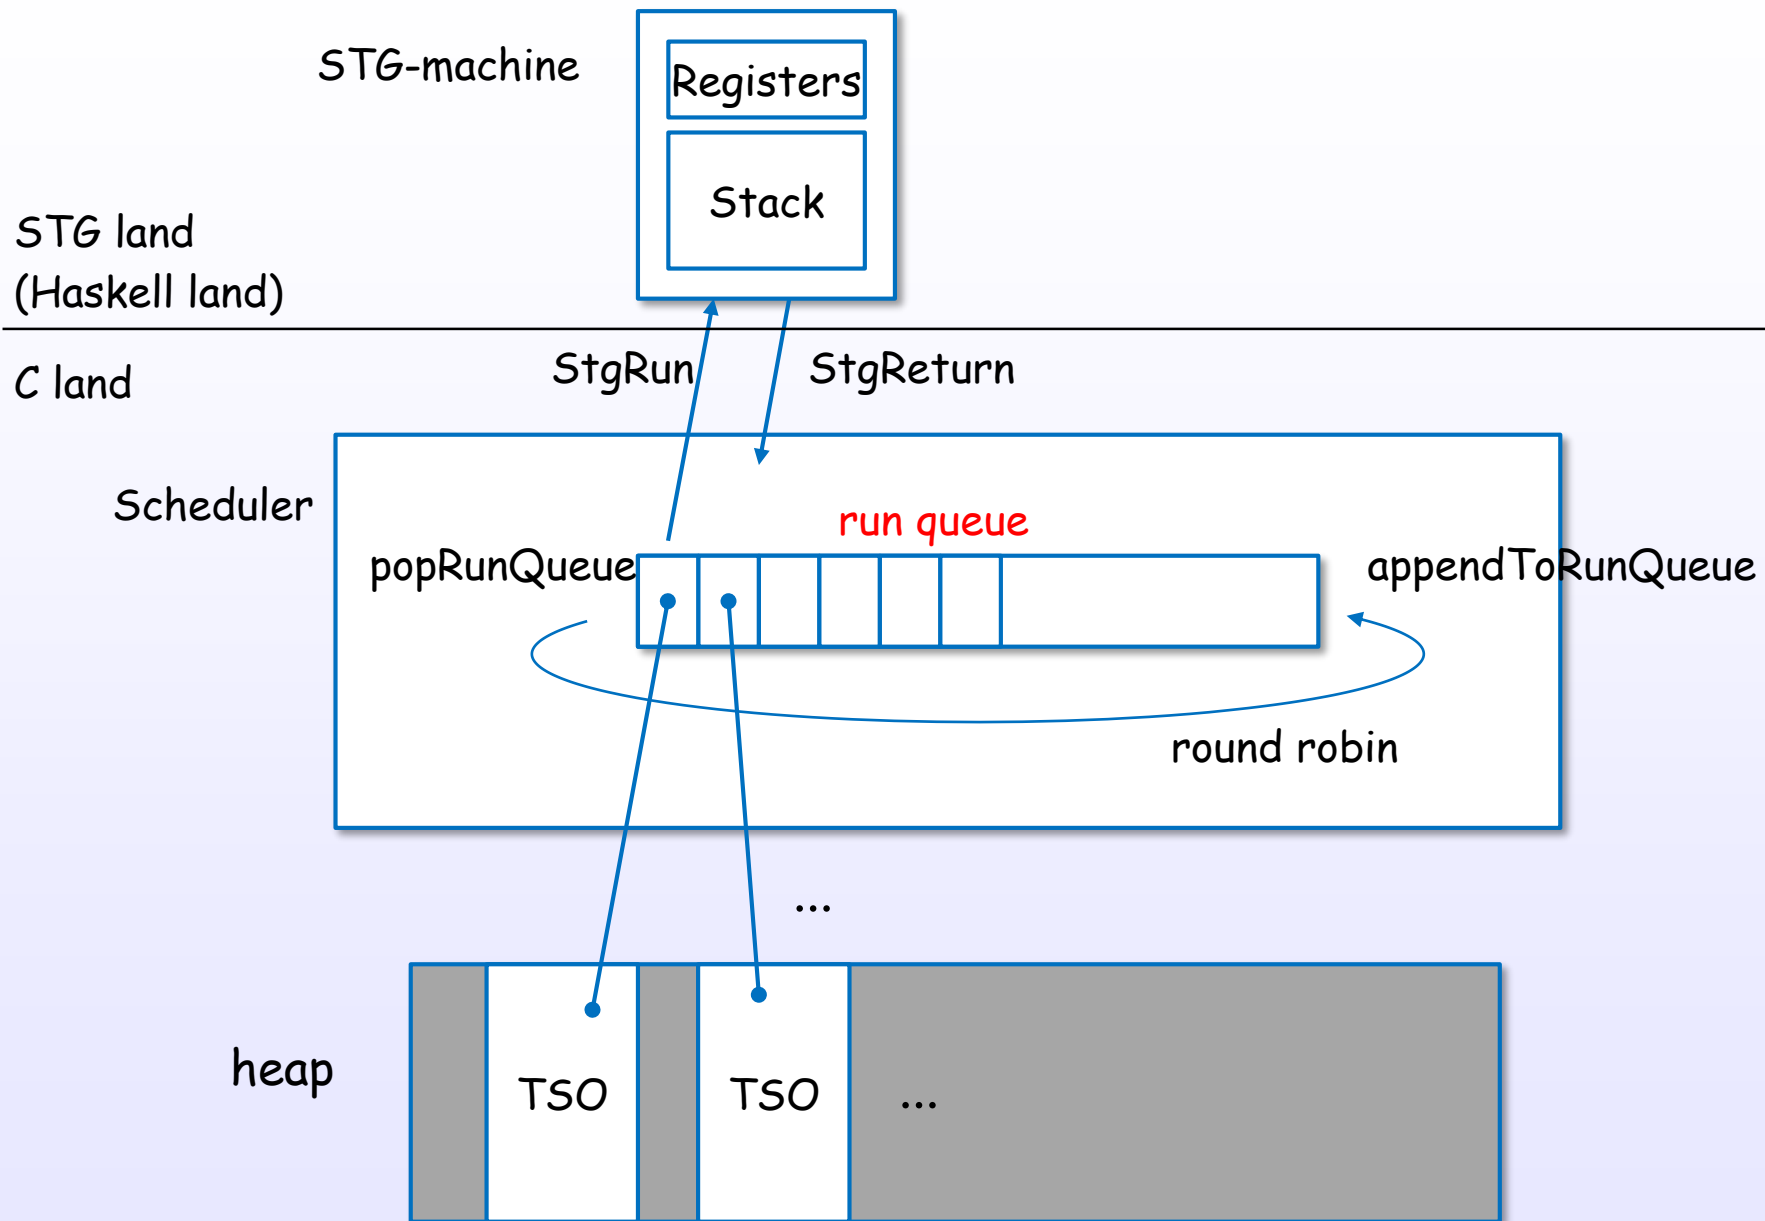 STG-machine
Registers
Stack
STG land
(Haskell land)
C land
StgRun
StgReturn
Scheduler
run queue
popRunQueue
appendToRunQueue
round robin
...
heap
TSO
TSO
...